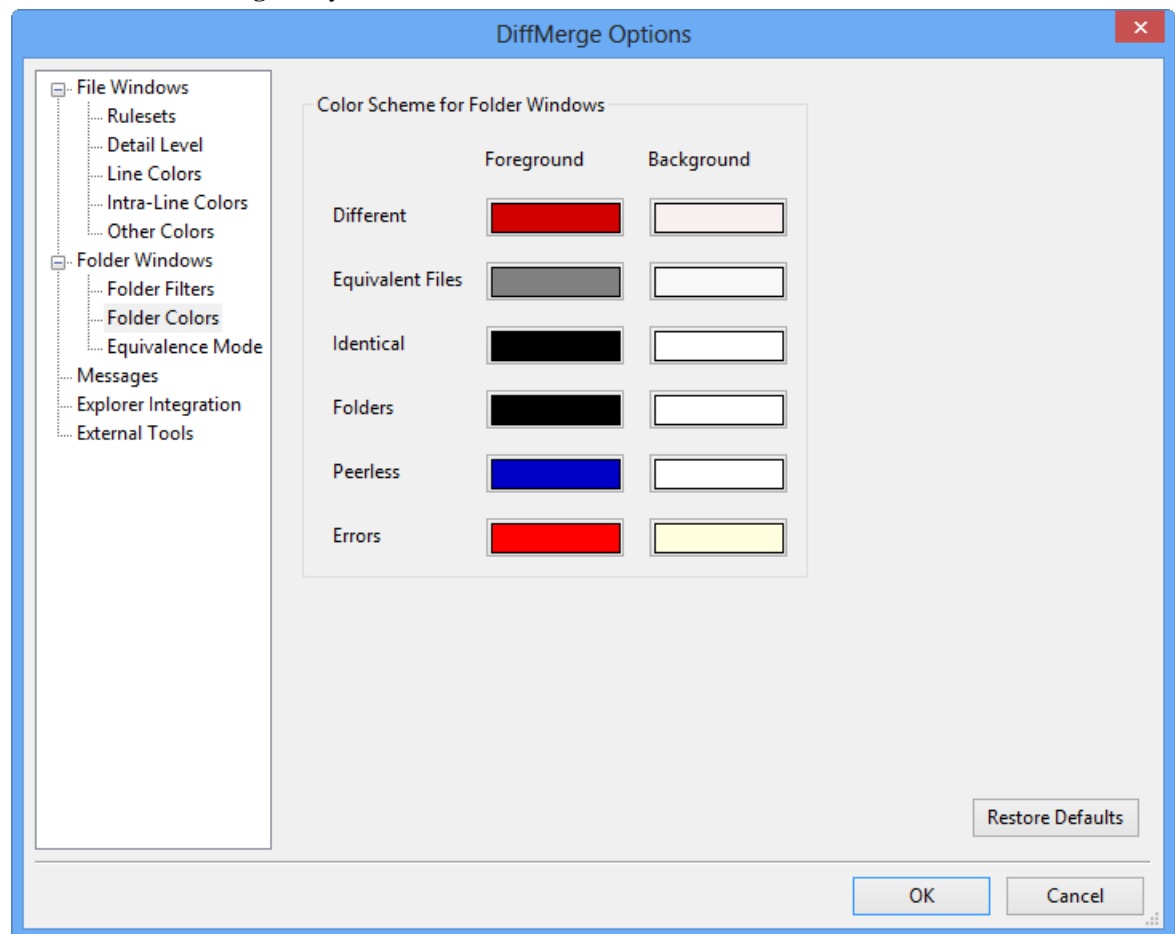 DiffMerge Options
File Windows
Rulesets
Detail Level
Line Colors
Intra-Line Colors
Other Colors
Folder Windows
Folder Filters
Folder Colors
Equivalence Mode
Messages
Explorer Integration
External Tools
Color Scheme for Folder Windows
Foreground Background
Different
Equivalent Files
Identical
Folders
Peerless
Errors
Restore Defaults
OK Cancel